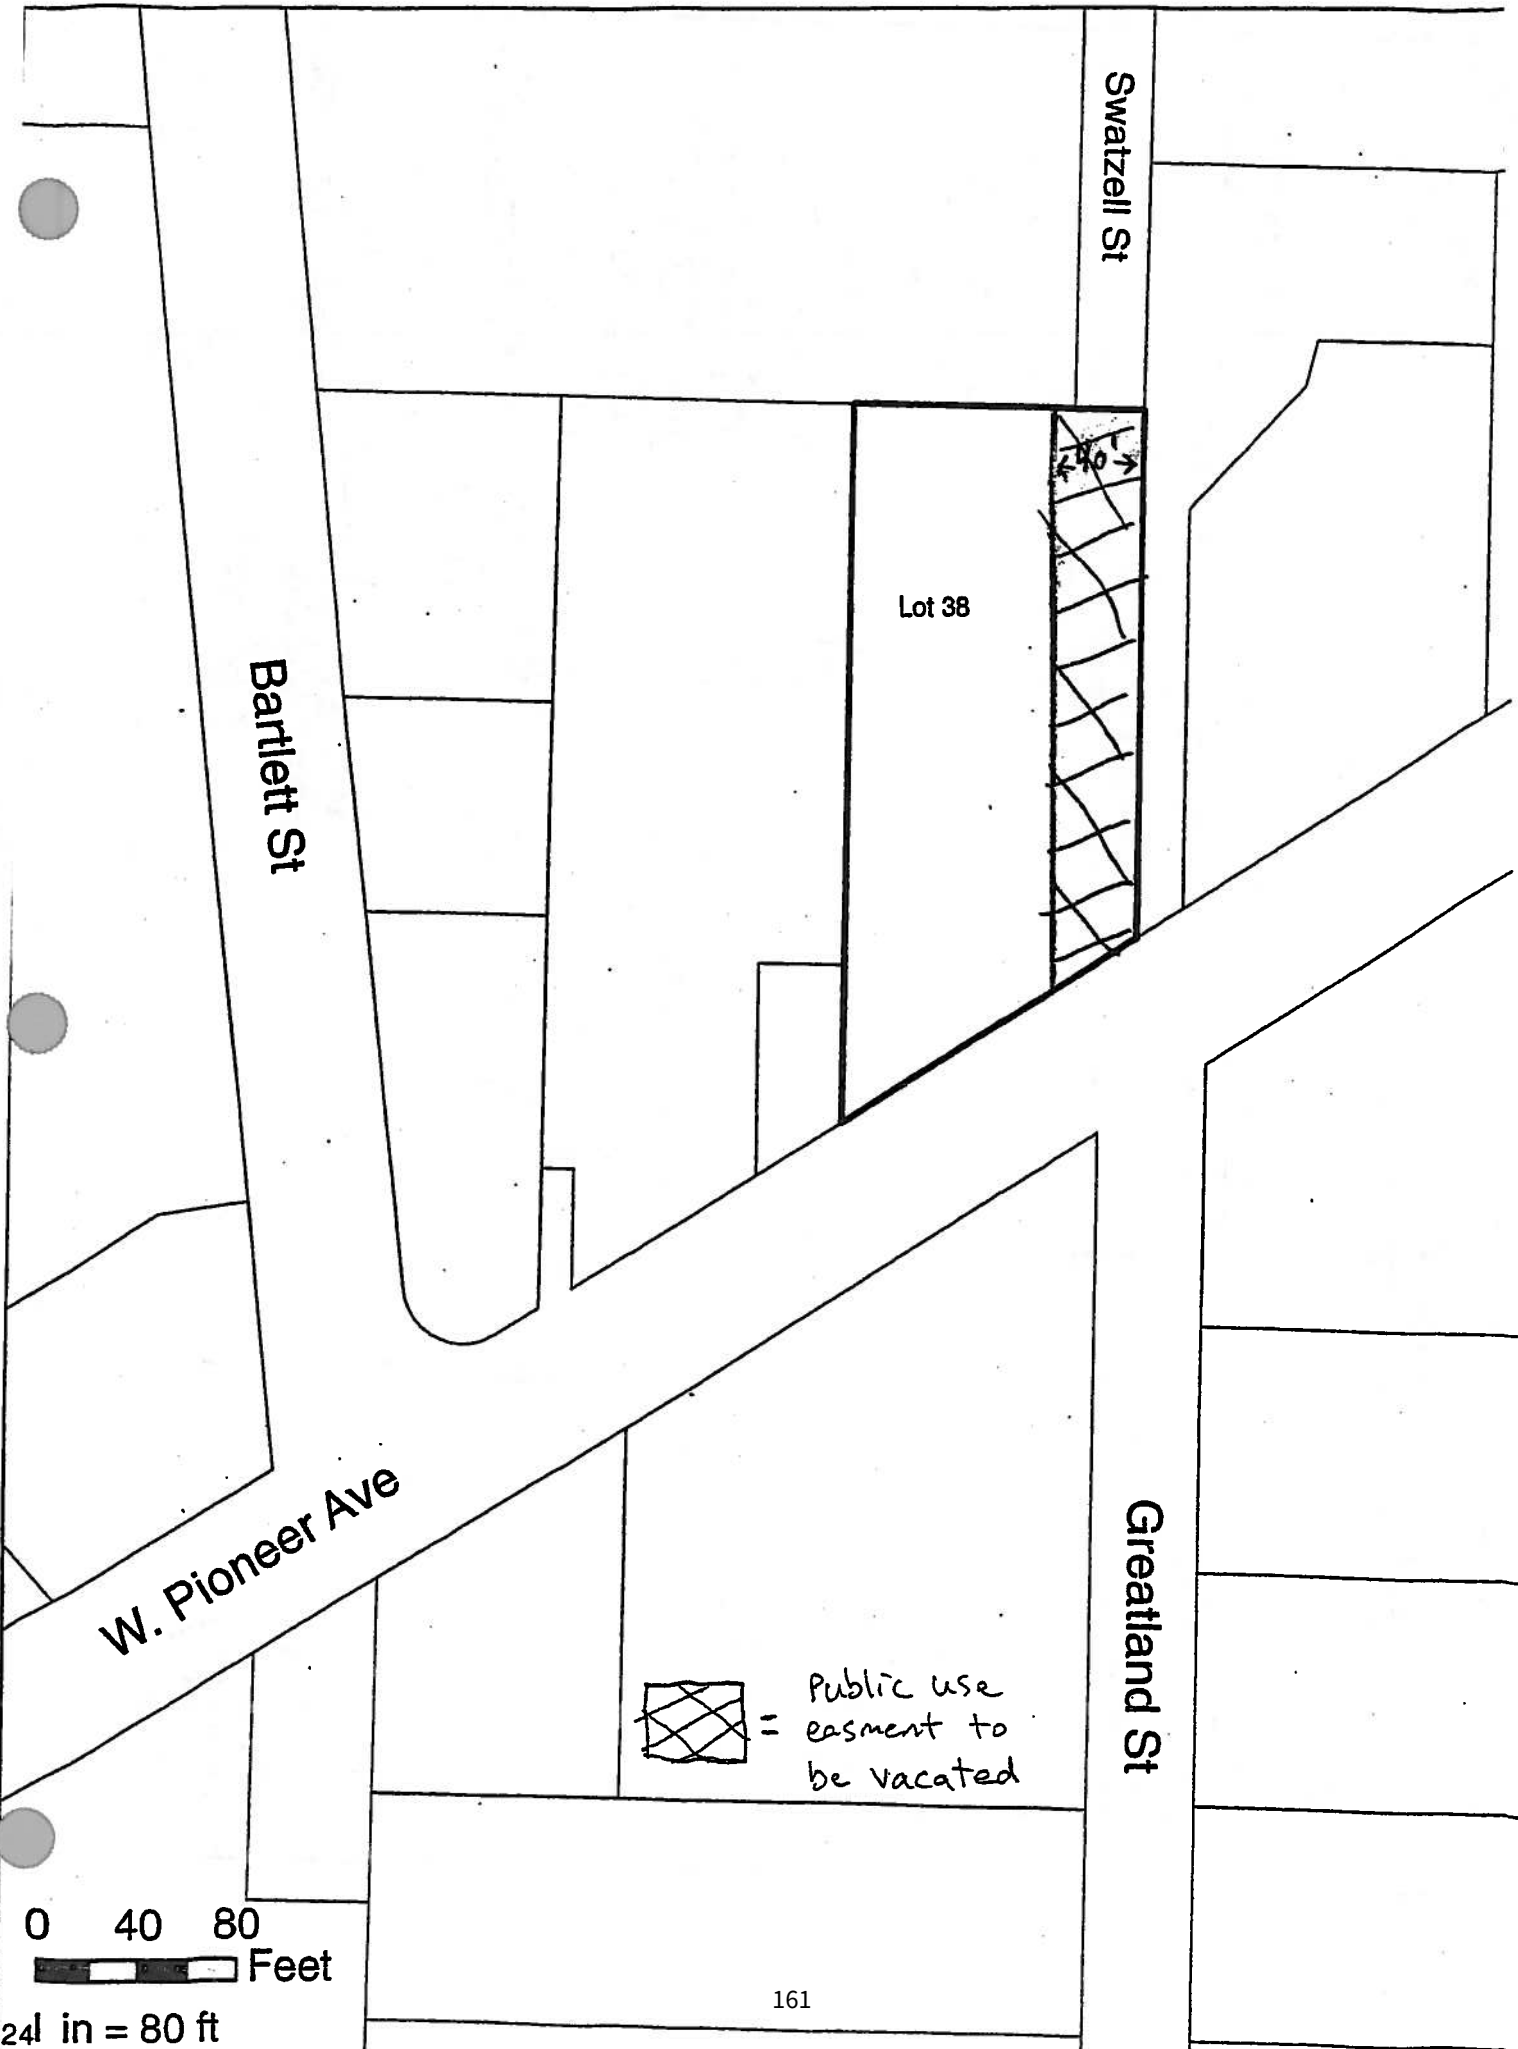 Swatzell St
40'
Lot 38
Bartlett St
W. Pioneer Ave
Greatland St
= Public use
easment to
be vacated
0 40 80
Feet
161
24 in = 80 ft